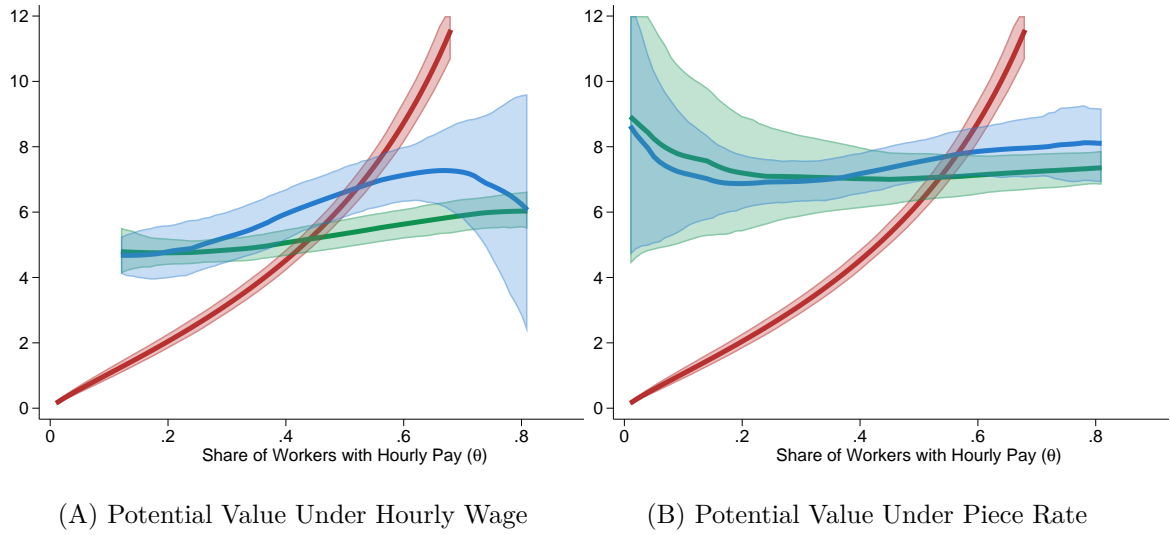 12
10
8
6
4
2
0
0 .2 .4 .6 .8
Share of Workers with Hourly Pay (θ)
(A) Potential Value Under Hourly Wage
12
10
8
6
4
2
0
0 .2 .4 .6 .8
Share of Workers with Hourly Pay (θ)
(B) Potential Value Under Piece Rate